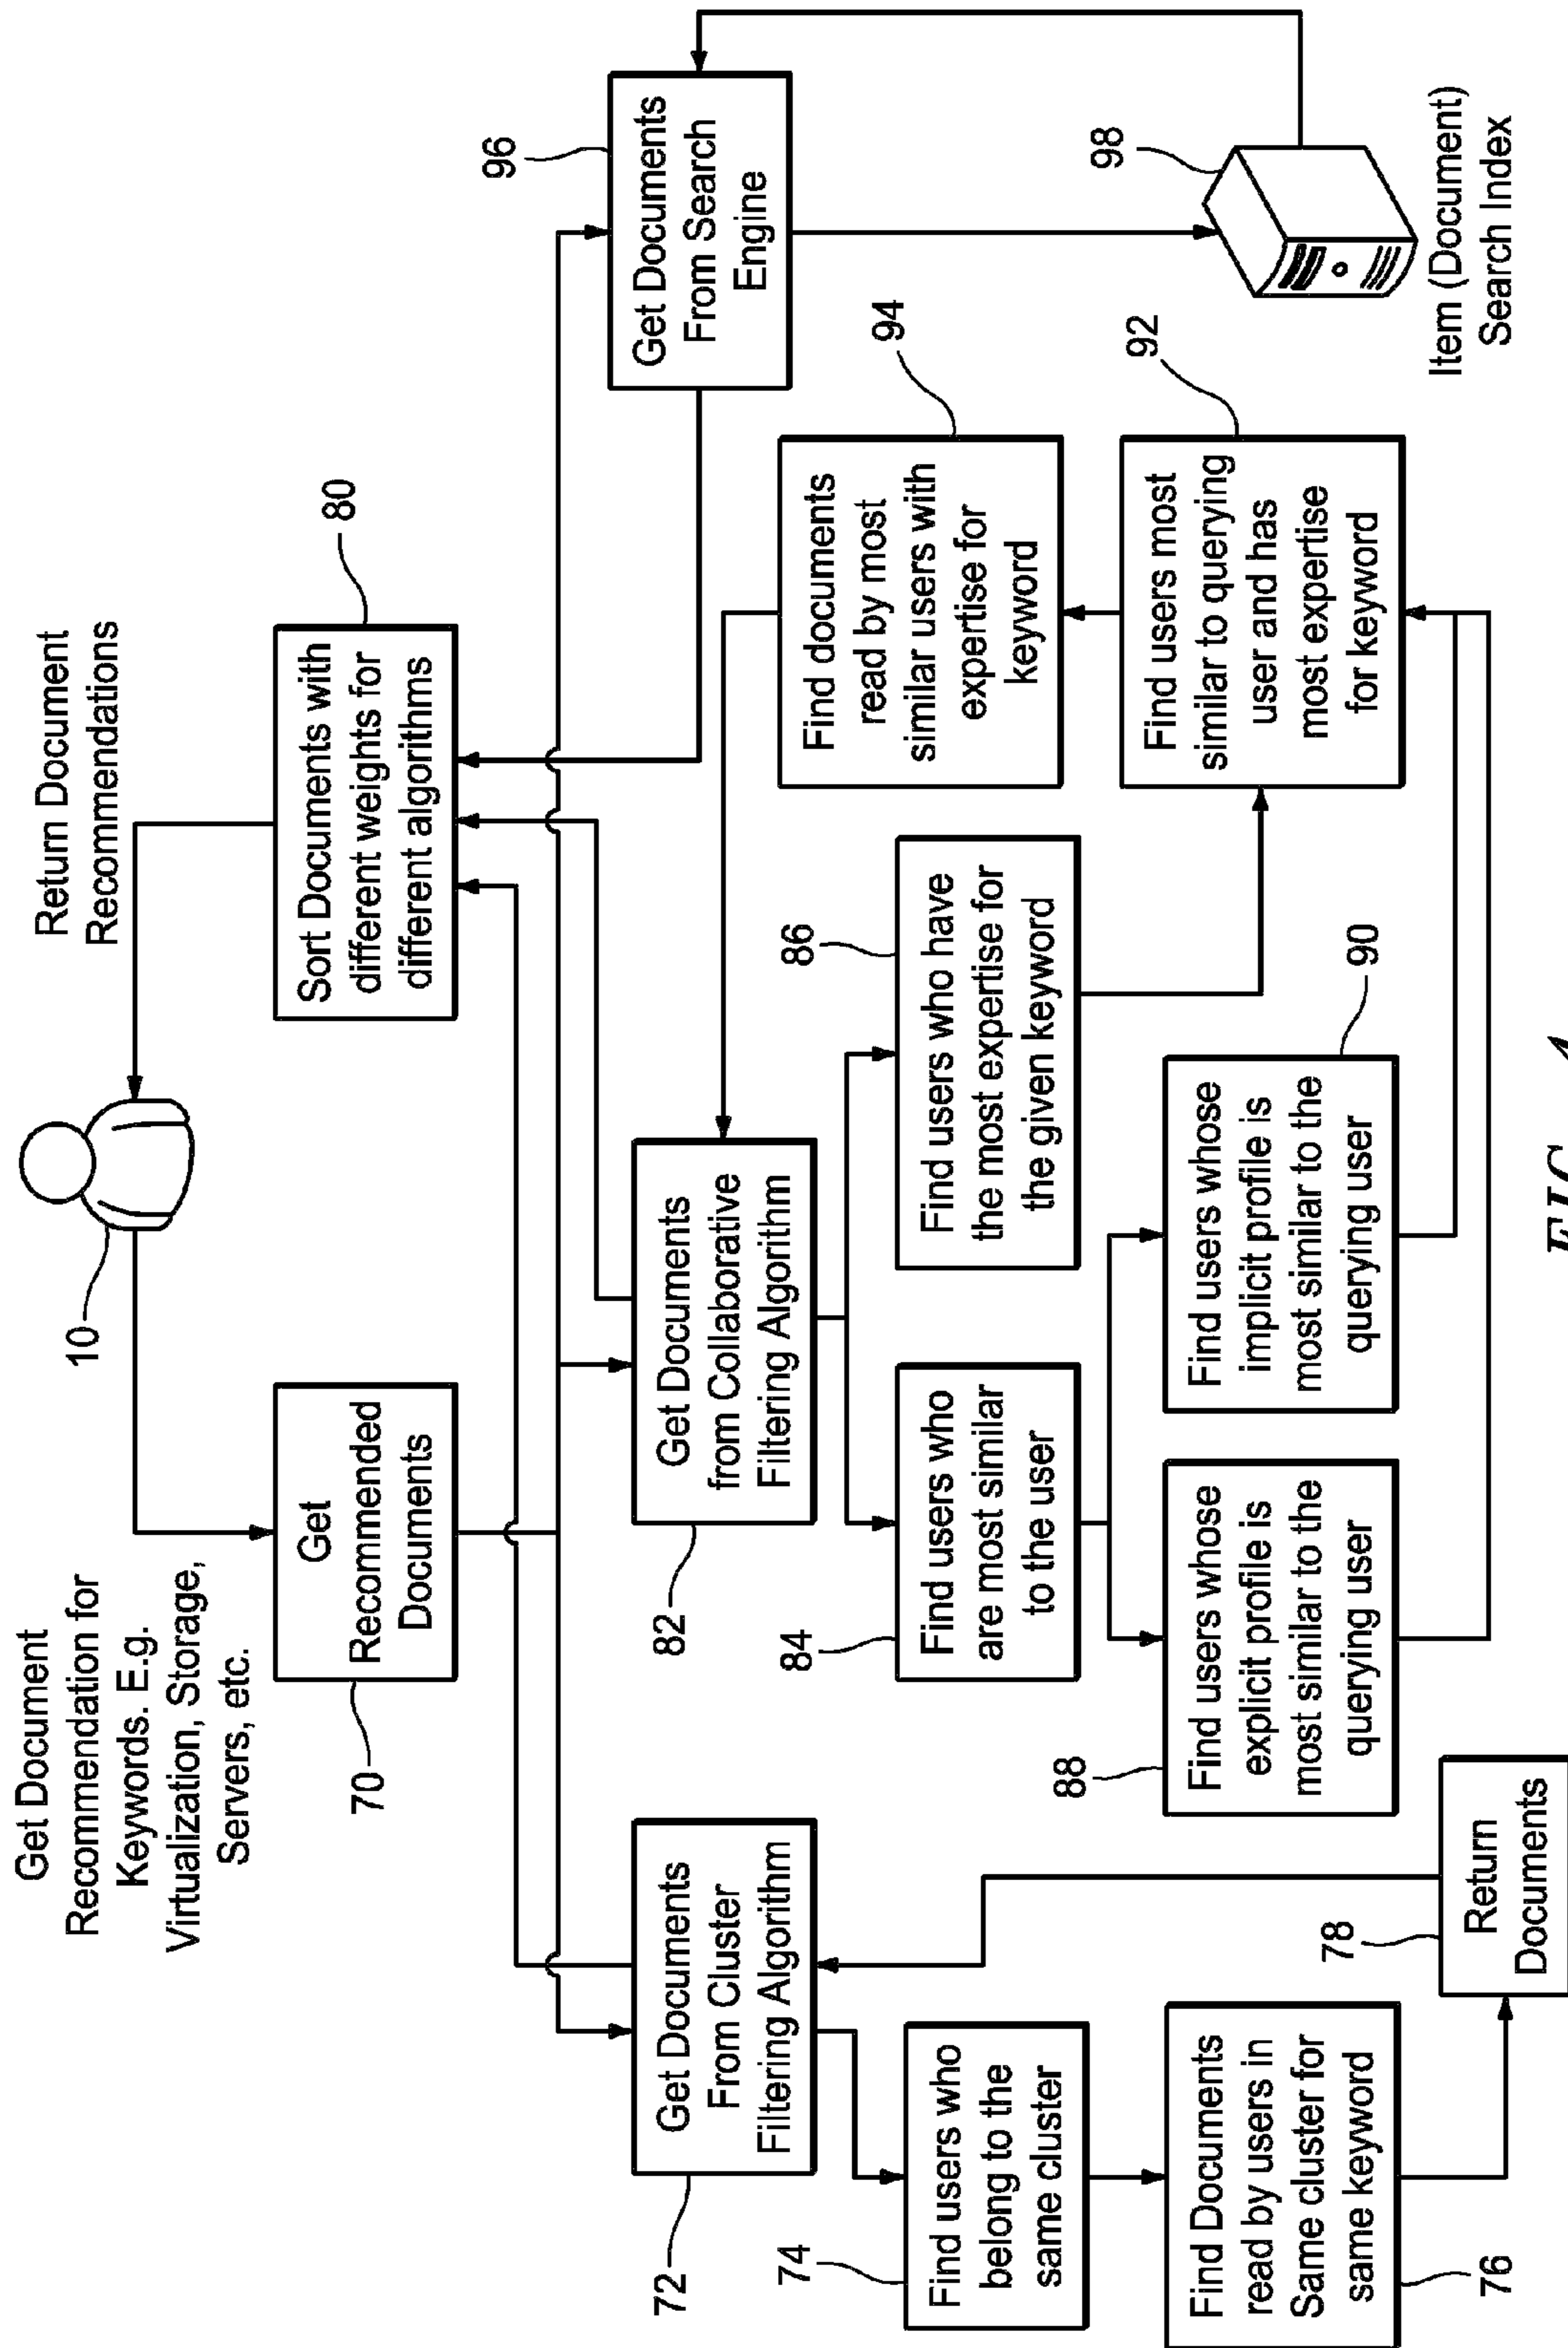 Get Document
Recommendation for
Keywords. E.g.
Virtualization, Storage,
Servers, etc.
10
Return Document
Recommendations
70
Get
Recommended
Documents
80
Sort Documents with
different weights for
different algorithms
72
Get Documents
From Cluster
Filtering Algorithm
82
Get Documents
from Collaborative
Filtering Algorithm
96
Get Documents
From Search
Engine
74
Find users who
belong to the
same cluster
84
Find users who
are most similar
to the user
86
Find users who have
the most expertise for
the given keyword
94
Find documents
read by most
similar users with
expertise for
keyword
76
Find Documents
read by users in
Same cluster for
same keyword
88
Find users whose
explicit profile is
most similar to the
querying user
90
Find users whose
implicit profile is
most similar to the
querying user
92
Find users most
similar to querying
user and has
most expertise
for keyword
98
Item (Document)
Search Index
78
Return
Documents
FIG. 4